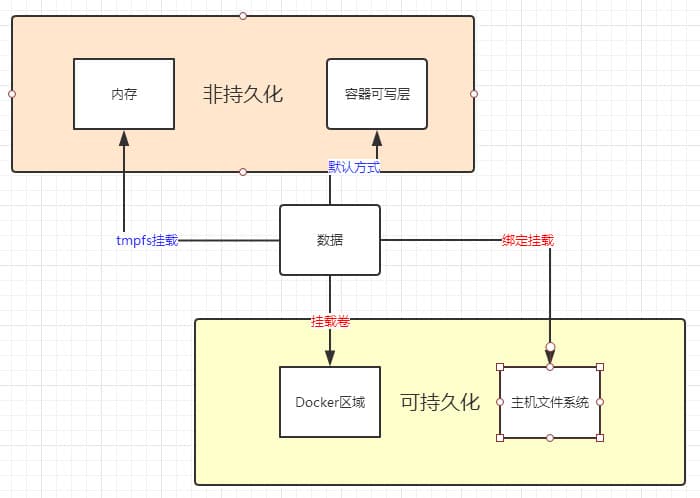 内存
非持久化
容器可写层
默认方式
tmpfs挂载
数据
绑定挂载
挂载卷
Docker区域
可持久化
主机文件系统